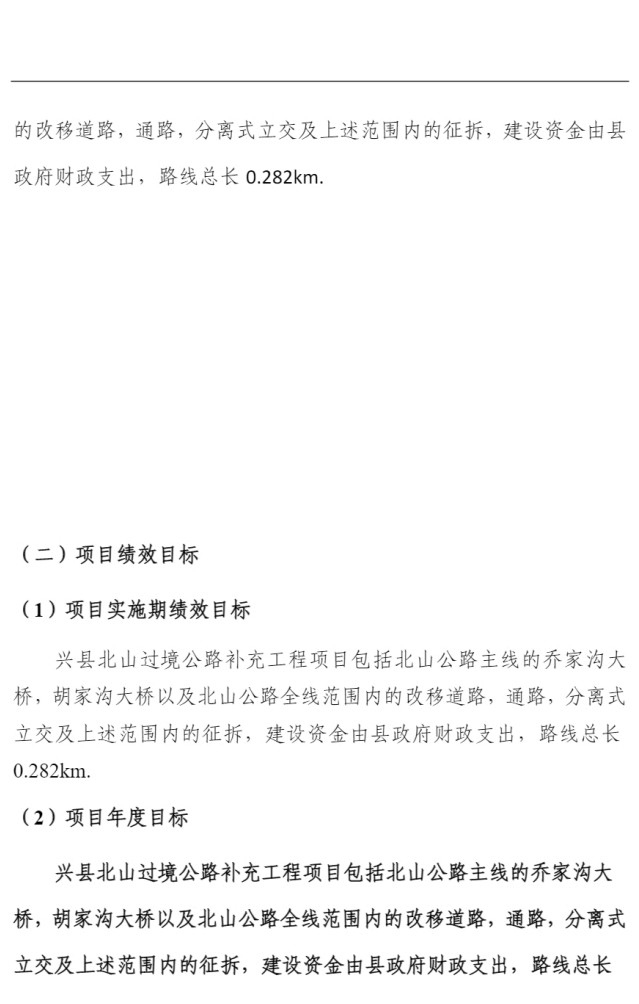 的改移道路，通路，分离式立交及上述范围内的征拆，建设资金由县
政府财政支出，路线总长 0.282km.
（二）项目绩效目标
（1）项目实施期绩效目标
兴县北山过境公路补充工程项目包括北山公路主线的乔家沟大
桥，胡家沟大桥以及北山公路全线范围内的改移道路，通路，分离式
立交及上述范围内的征拆，建设资金由县政府财政支出，路线总长
0.282km.
（2）项目年度目标
兴县北山过境公路补充工程项目包括北山公路主线的乔家沟大
桥，胡家沟大桥以及北山公路全线范围内的改移道路，通路，分离式
立交及上述范围内的征拆，建设资金由县政府财政支出，路线总长